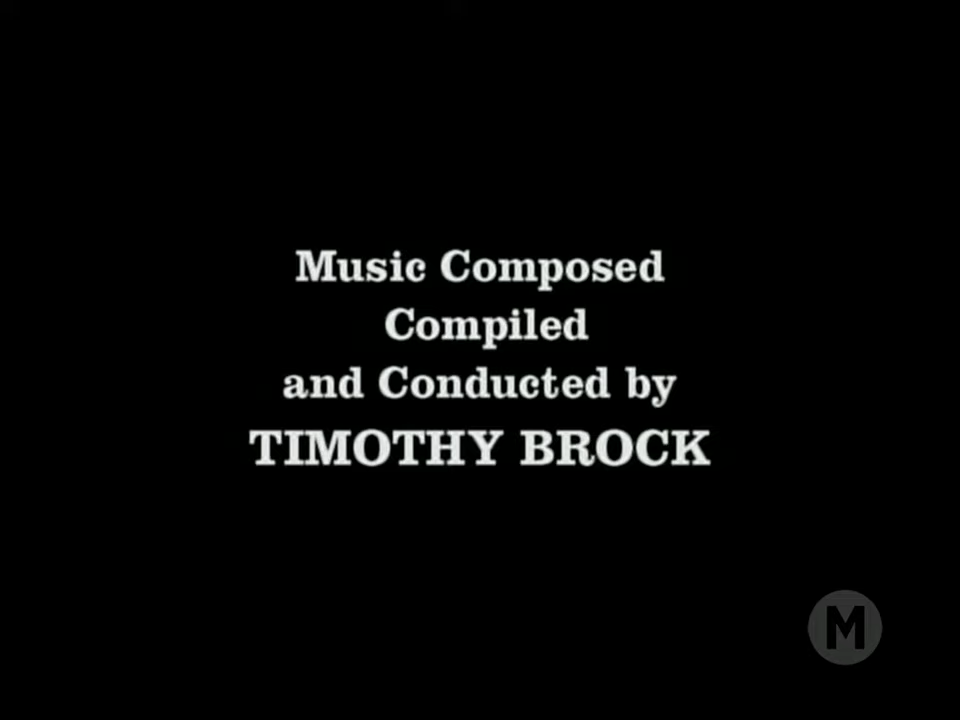 Music Composed
Compiled
and Conducted by
TIMOTHY BROCK
M